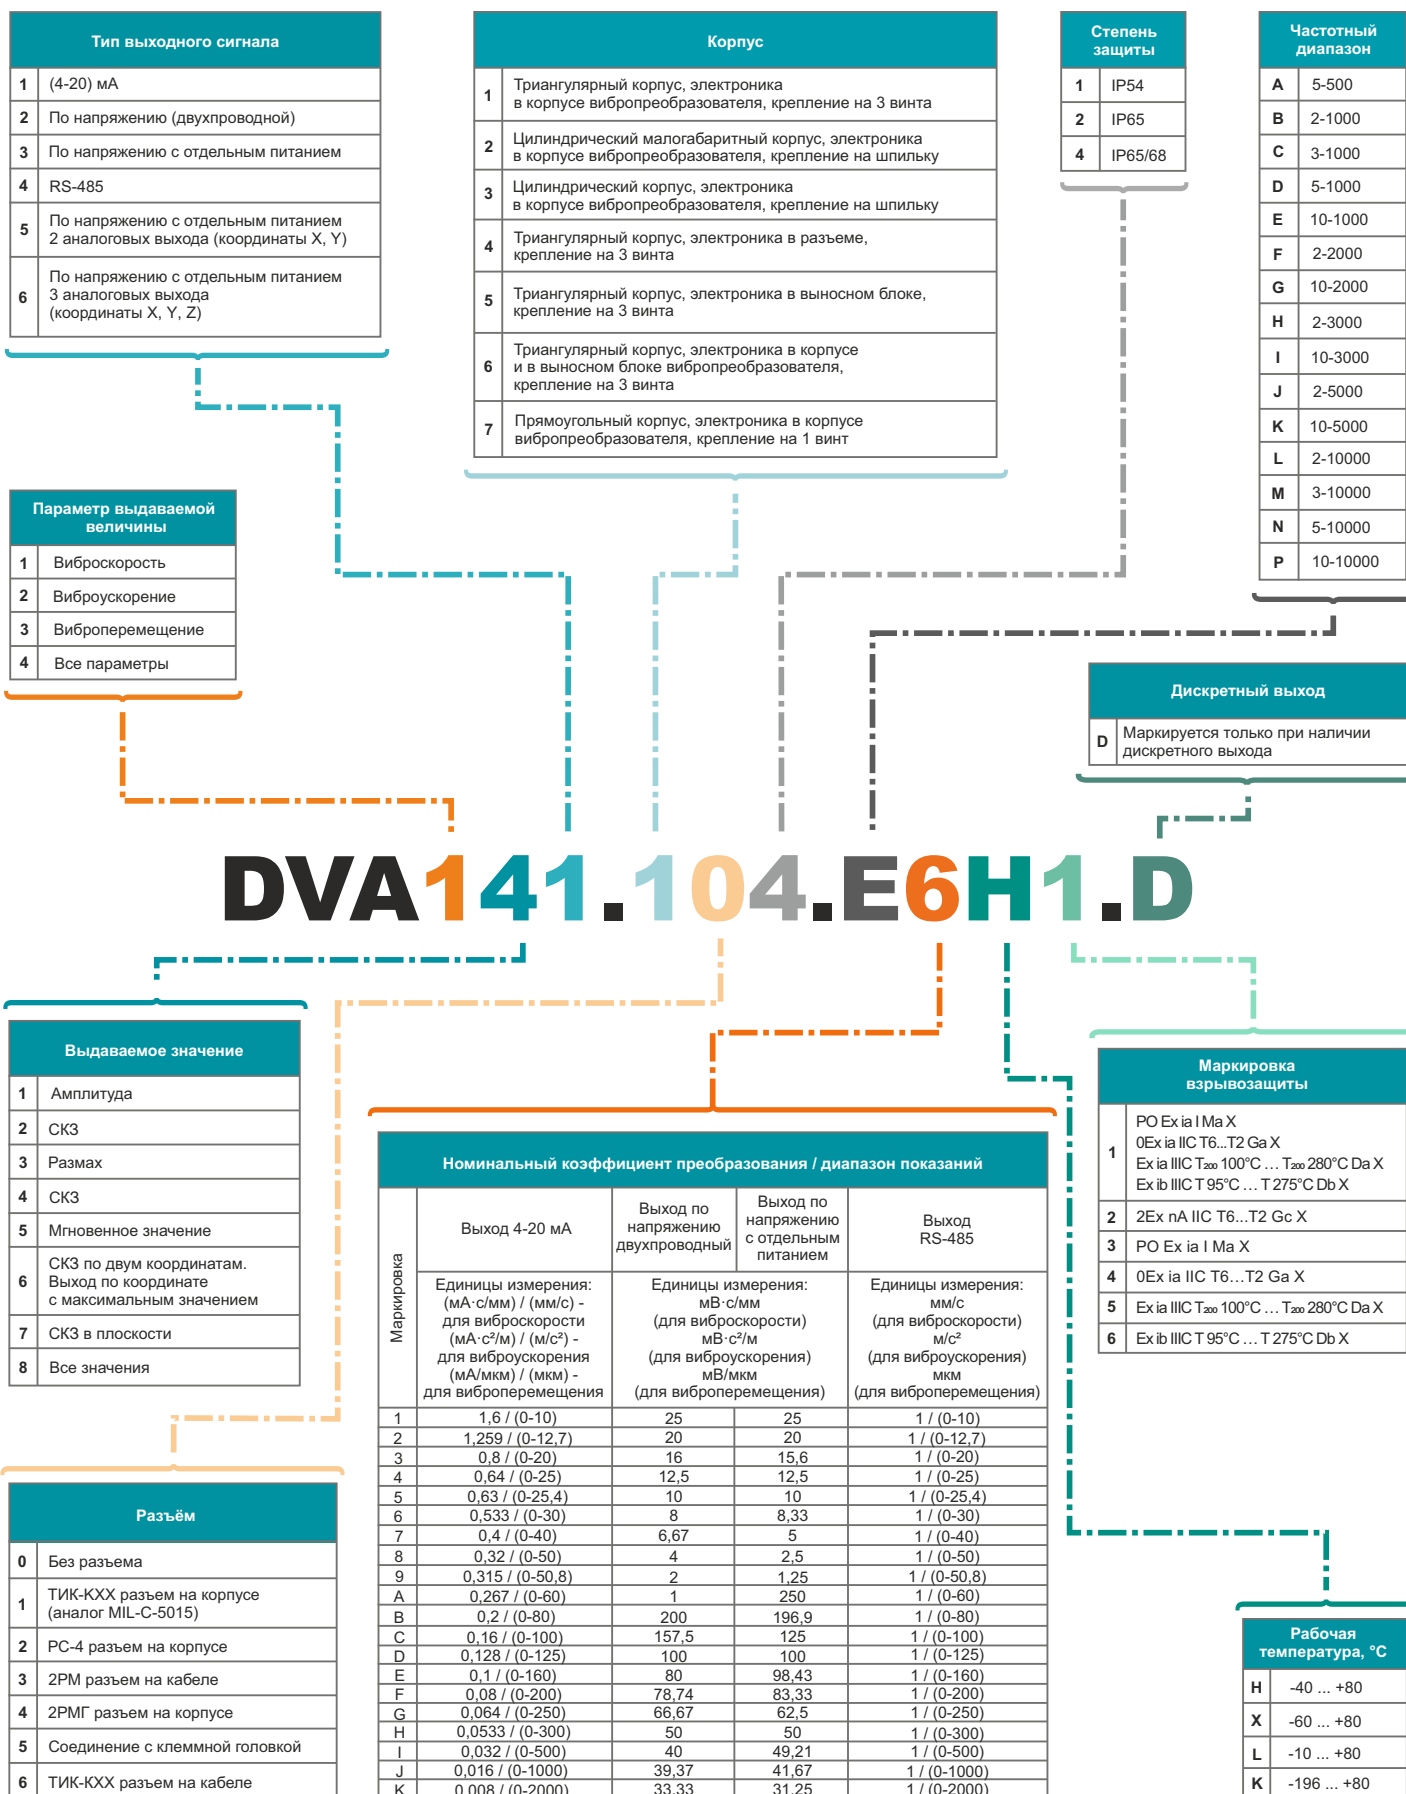 Тип выходного сигнала
1 (4-20) мА
2 По напряжению (двухпроводной)
3 По напряжению с отдельным питанием
4 RS-485
5 По напряжению с отдельным питанием
2 аналоговых выхода (координаты X, Y)
6 По напряжению с отдельным питанием
3 аналоговых выхода
(координаты X, Y, Z)
Корпус
1 Триангулярный корпус, электроника
в корпусе вибропреобразователя, крепление на 3 винта
2 Цилиндрический малогабаритный корпус, электроника
в корпусе вибропреобразователя, крепление на шпильку
3 Цилиндрический корпус, электроника
в корпусе вибропреобразователя, крепление на шпильку
4 Триангулярный корпус, электроника в разъеме,
крепление на 3 винта
5 Триангулярный корпус, электроника в выносном блоке,
крепление на 3 винта
6 Триангулярный корпус, электроника в корпусе
и в выносном блоке вибропреобразователя,
крепление на 3 винта
7 Прямоугольный корпус, электроника в корпусе
вибропреобразователя, крепление на 1 винт
Степень
защиты
1 IP54
2 IP65
4 IP65/68
Частотный
диапазон
A 5-500
B 2-1000
C 3-1000
D 5-1000
E 10-1000
F 2-2000
G 10-2000
H 2-3000
I 10-3000
J 2-5000
K 10-5000
L 2-10000
M 3-10000
N 5-10000
P 10-10000
Параметр выдаваемой
величины
1 Виброскорость
2 Виброускорение
3 Виброперемещение
4 Все параметры
Дискретный выход
D Маркируется только при наличии
дискретного выхода
DVA141.104.E6H1.D
Выдаваемое значение
1 Амплитуда
2 СКЗ
3 Размах
4 СКЗ
5 Мгновенное значение
6 СКЗ по двум координатам.
Выход по координате
с максимальным значением
7 СКЗ в плоскости
8 Все значения
Маркировка
взрывозащиты
1 PO Ex ia I Ma X
0Ex ia IIC T6...T2 Ga X
Ex ia IIIC T₂₀₀ 100°C … T₂₀₀ 280°C Da X
Ex ib IIIC T 95°C … T 275°C Db X
2 2Ex nA IIC T6...T2 Gc X
3 PO Ex ia I Ma X
4 0Ex ia IIC T6…T2 Ga X
5 Ex ia IIIC T₂₀₀ 100°C … T₂₀₀ 280°C Da X
6 Ex ib IIIC T 95°C … T 275°C Db X
Номинальный коэффициент преобразования / диапазон показаний
Маркировка
Выход 4-20 мА
Выход по
напряжению
двухпроводный
Выход по
напряжению
с отдельным
питанием
Выход
RS-485
Единицы измерения:
(мА·с/мм) / (мм/с) -
для виброскорости
(мА·с²/м) / (м/с²) -
для виброускорения
(мА/мкм) / (мкм) -
для виброперемещения
Единицы измерения:
мВ·с/мм
(для виброскорости)
мВ·с²/м
(для виброускорения)
мВ/мкм
(для виброперемещения)
Единицы измерения:
мм/с
(для виброскорости)
м/с²
(для виброускорения)
мкм
(для виброперемещения)
1 1,6 / (0-10) 25 25 1 / (0-10)
2 1,259 / (0-12,7) 20 20 1 / (0-12,7)
3 0,8 / (0-20) 16 15,6 1 / (0-20)
4 0,64 / (0-25) 12,5 12,5 1 / (0-25)
5 0,63 / (0-25,4) 10 10 1 / (0-25,4)
6 0,533 / (0-30) 8 8,33 1 / (0-30)
7 0,4 / (0-40) 6,67 5 1 / (0-40)
8 0,32 / (0-50) 4 2,5 1 / (0-50)
9 0,315 / (0-50,8) 2 1,25 1 / (0-50,8)
A 0,267 / (0-60) 1 250 1 / (0-60)
B 0,2 / (0-80) 200 196,9 1 / (0-80)
C 0,16 / (0-100) 157,5 125 1 / (0-100)
D 0,128 / (0-125) 100 100 1 / (0-125)
E 0,1 / (0-160) 80 98,43 1 / (0-160)
F 0,08 / (0-200) 78,74 83,33 1 / (0-200)
G 0,064 / (0-250) 66,67 62,5 1 / (0-250)
H 0,0533 / (0-300) 50 50 1 / (0-300)
I 0,032 / (0-500) 40 49,21 1 / (0-500)
J 0,016 / (0-1000) 39,37 41,67 1 / (0-1000)
K 0,008 / (0-2000) 33,33 31,25 1 / (0-2000)
Разъём
0 Без разъема
1 ТИК-КХХ разъем на корпусе
(аналог MIL-C-5015)
2 РС-4 разъем на корпусе
3 2РМ разъем на кабеле
4 2РМГ разъем на корпусе
5 Соединение с клеммной головкой
6 ТИК-КХХ разъем на кабеле
Рабочая
температура, °C
H -40 ... +80
X -60 ... +80
L -10 ... +80
K -196 ... +80